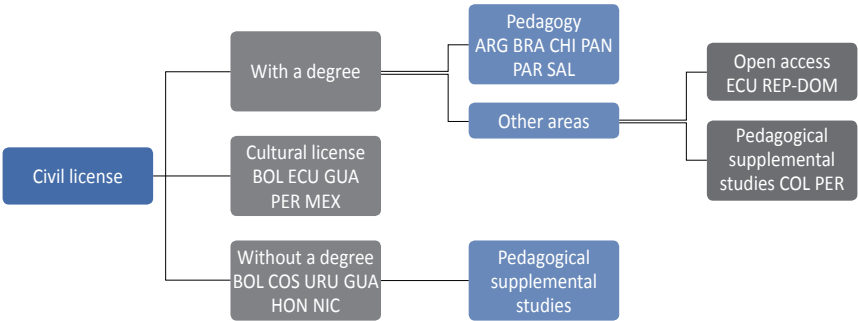 Civil license
With a degree
Pedagogy
ARG BRA CHI PAN
PAR SAL
Other areas
Open access
ECU REP-DOM
Pedagogical
supplemental
studies COL PER
Cultural license
BOL ECU GUA
PER MEX
Without a degree
BOL COS URU GUA
HON NIC
Pedagogical
supplemental
studies